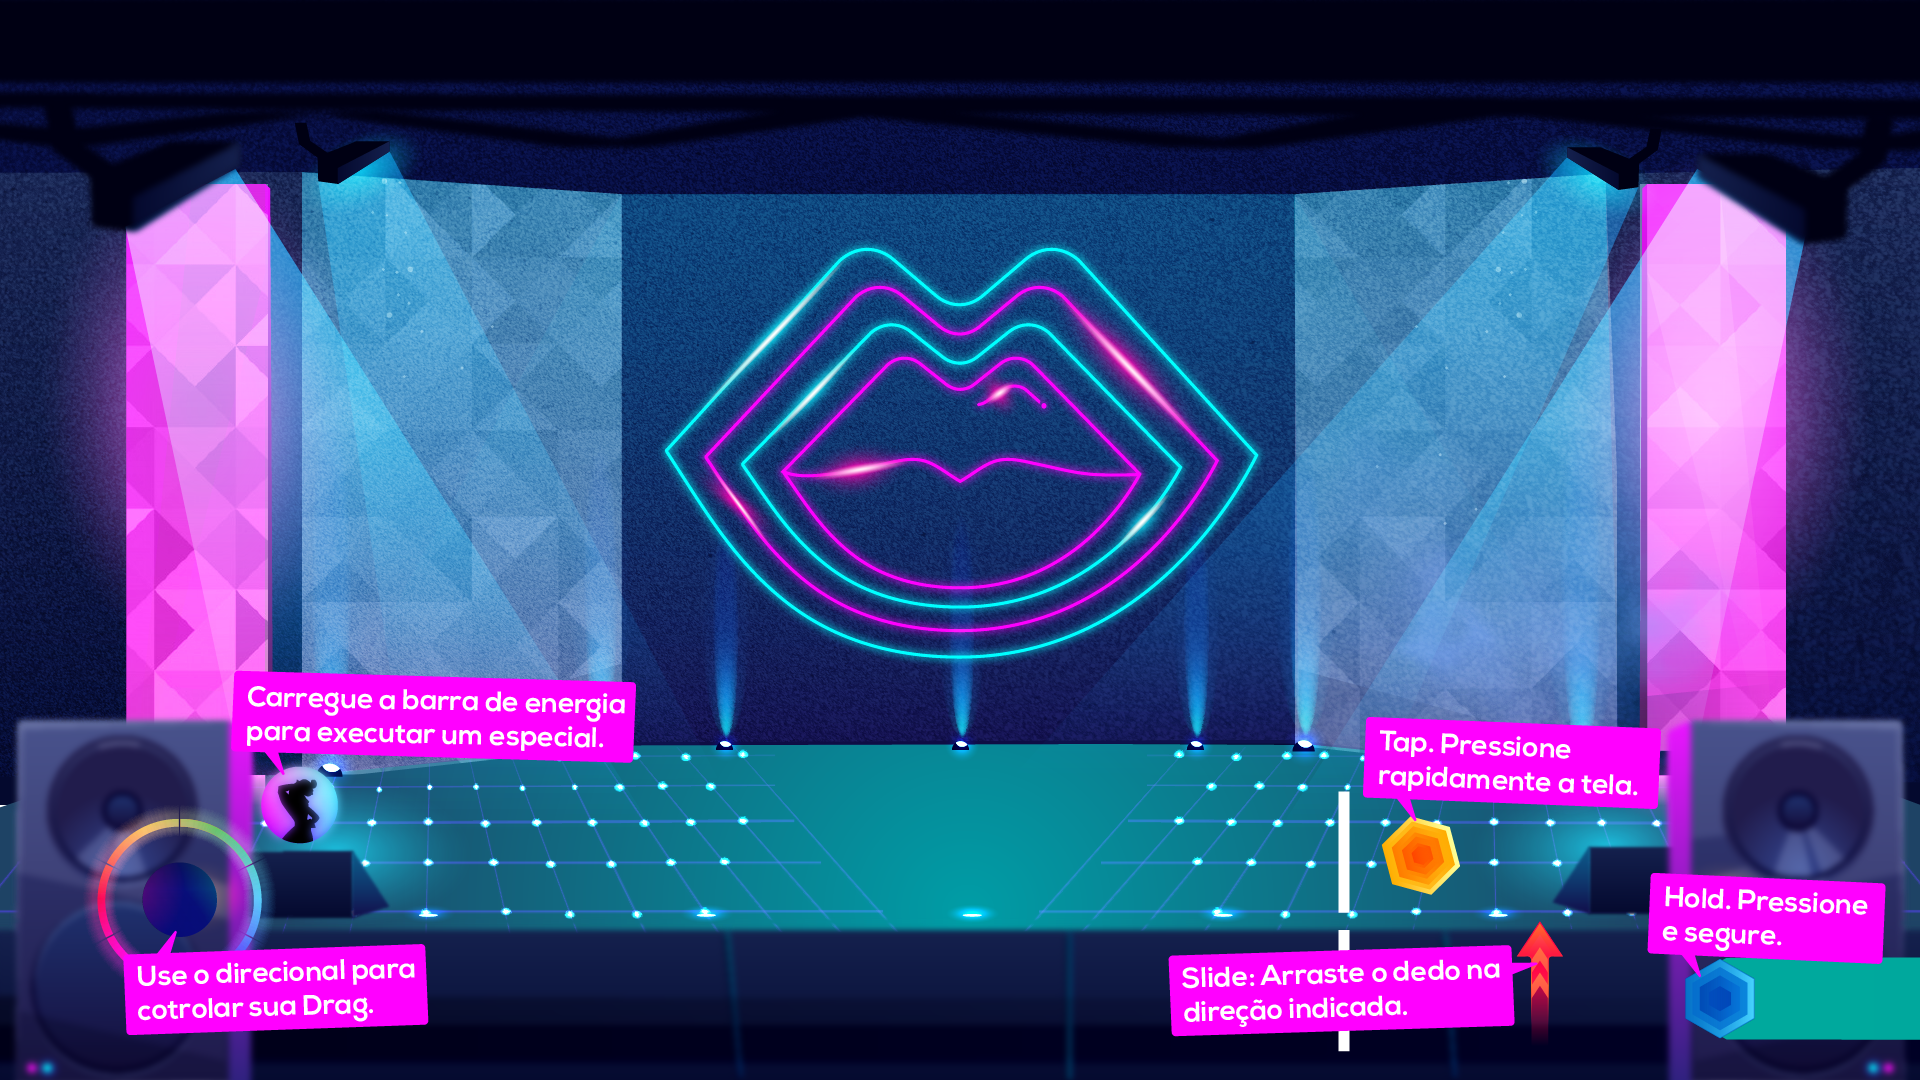 Carregue a barra de energia
para executar um especial.
Tap. Pressione
rapidamente a tela.
Hold. Pressione
e segure.
Use o direcional para
cotrolar sua Drag.
Slide: Arraste o dedo na
direção indicada.